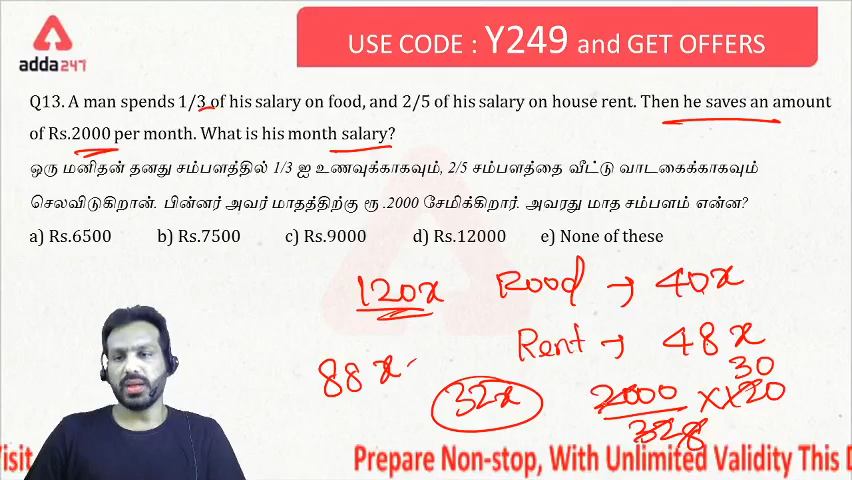 USE CODE : Y249 and GET OFFERS
adda247
Q13. A man spends 1/3 of his salary on food, and 2/5 of his salary on house rent. Then he saves an amount
of Rs.2000 per month. What is his month salary?
ஒரு மனிதன் தனது சம்பளத்தில் 1/3 ஐ உணவுக்காகவும், 2/5 சம்பளத்தை வீட்டு வாடகைக்காகவும்
செலவிடுகிறான். பின்னர் அவர் மாதத்திற்கு ரூ .2000 சேமிக்கிறார். அவரது மாத சம்பளம் என்ன?
a) Rs.6500 b) Rs.7500 c) Rs.9000 d) Rs.12000 e) None of these
120x Food → 40x
Rent → 48x
88x
32x
30
2000
Visit Prepare Non-stop, With Unlimited Validity This